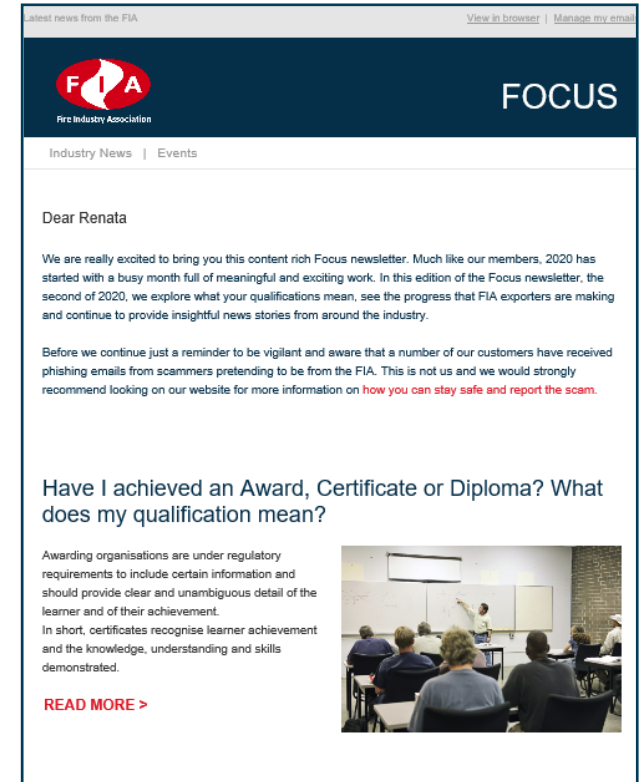 Latest news from the FIA
View in browser | Manage my email
FIA
Fire Industry Association
FOCUS
Industry News | Events
Dear Renata
We are really excited to bring you this content rich Focus newsletter. Much like our members, 2020 has
started with a busy month full of meaningful and exciting work. In this edition of the Focus newsletter, the
second of 2020, we explore what your qualifications mean, see the progress that FIA exporters are making
and continue to provide insightful news stories from around the industry.
Before we continue just a reminder to be vigilant and aware that a number of our customers have received
phishing emails from scammers pretending to be from the FIA. This is not us and we would strongly
recommend looking on our website for more information on how you can stay safe and report the scam.
Have I achieved an Award, Certificate or Diploma? What
does my qualification mean?
Awarding organisations are under regulatory
requirements to include certain information and
should provide clear and unambiguous detail of the
learner and of their achievement.
In short, certificates recognise learner achievement
and the knowledge, understanding and skills
demonstrated.
READ MORE >